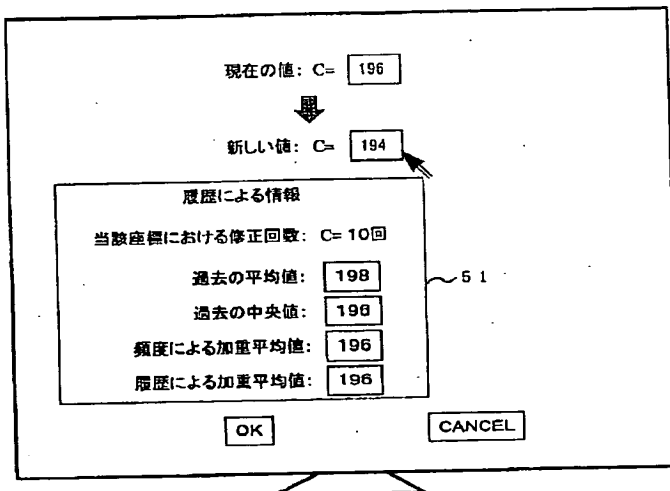 現在の値: C= 196
新しい値: C= 194
履歴による情報
当該座標における修正回数: C= 10回
過去の平均値: 198
過去の中央値: 196
頻度による加重平均値: 196
履歴による加重平均値: 196
51
OK CANCEL